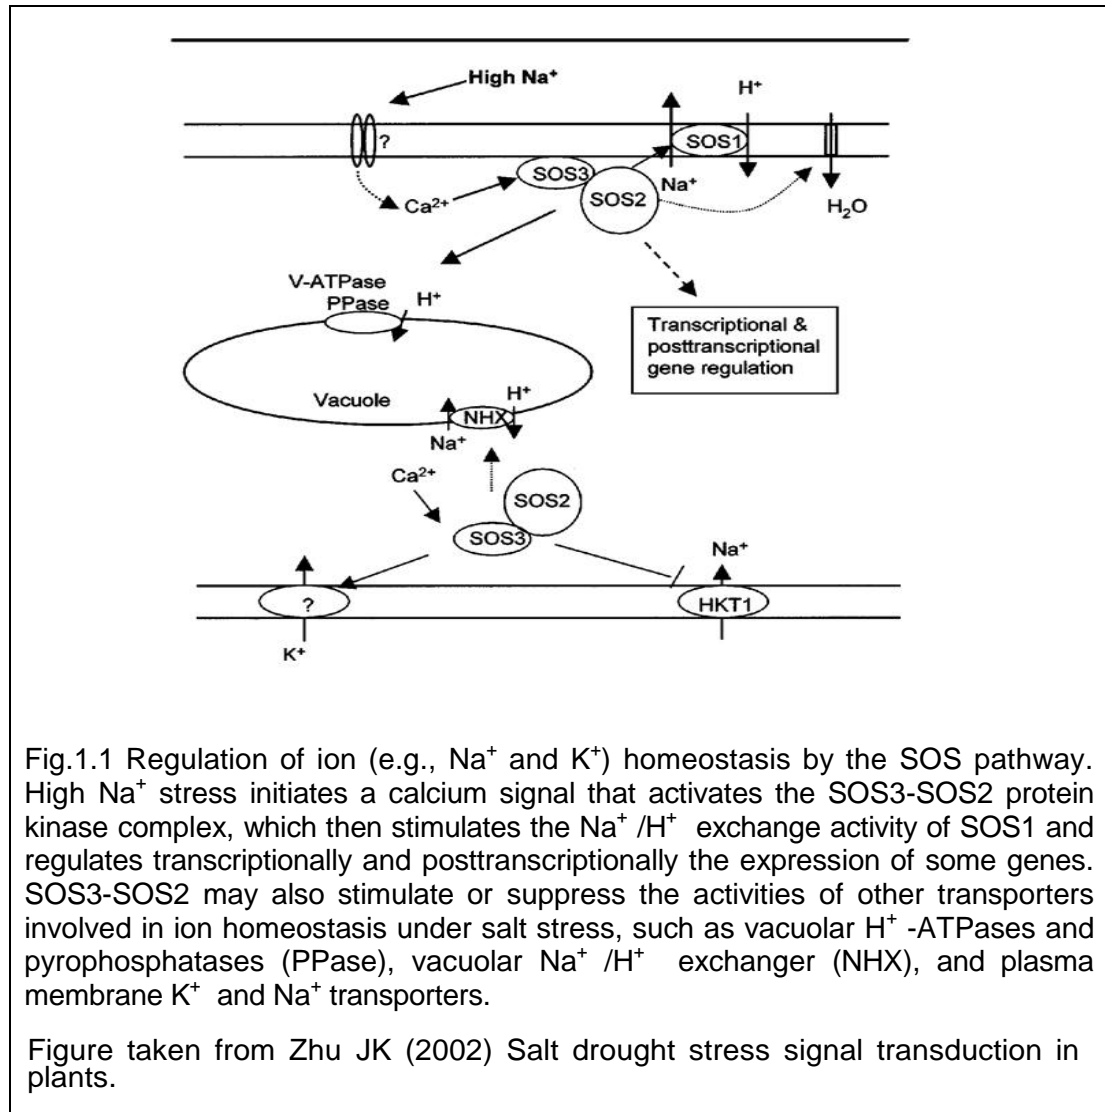 High Na⁺
H⁺
?
SOS1
SOS3
Na⁺
Ca²⁺
SOS2
H₂O
V-ATPase
PPase
H⁺
Transcriptional &
posttranscriptional
gene regulation
Vacuole
H⁺
NHX
Na⁺
Ca²⁺
SOS2
SOS3
Na⁺
?
HKT1
K⁺
Fig.1.1 Regulation of ion (e.g., Na⁺ and K⁺) homeostasis by the SOS pathway.
High Na⁺ stress initiates a calcium signal that activates the SOS3-SOS2 protein
kinase complex, which then stimulates the Na⁺ /H⁺ exchange activity of SOS1 and
regulates transcriptionally and posttranscriptionally the expression of some genes.
SOS3-SOS2 may also stimulate or suppress the activities of other transporters
involved in ion homeostasis under salt stress, such as vacuolar H⁺ -ATPases and
pyrophosphatases (PPase), vacuolar Na⁺ /H⁺ exchanger (NHX), and plasma
membrane K⁺ and Na⁺ transporters.
Figure taken from Zhu JK (2002) Salt drought stress signal transduction in
plants.